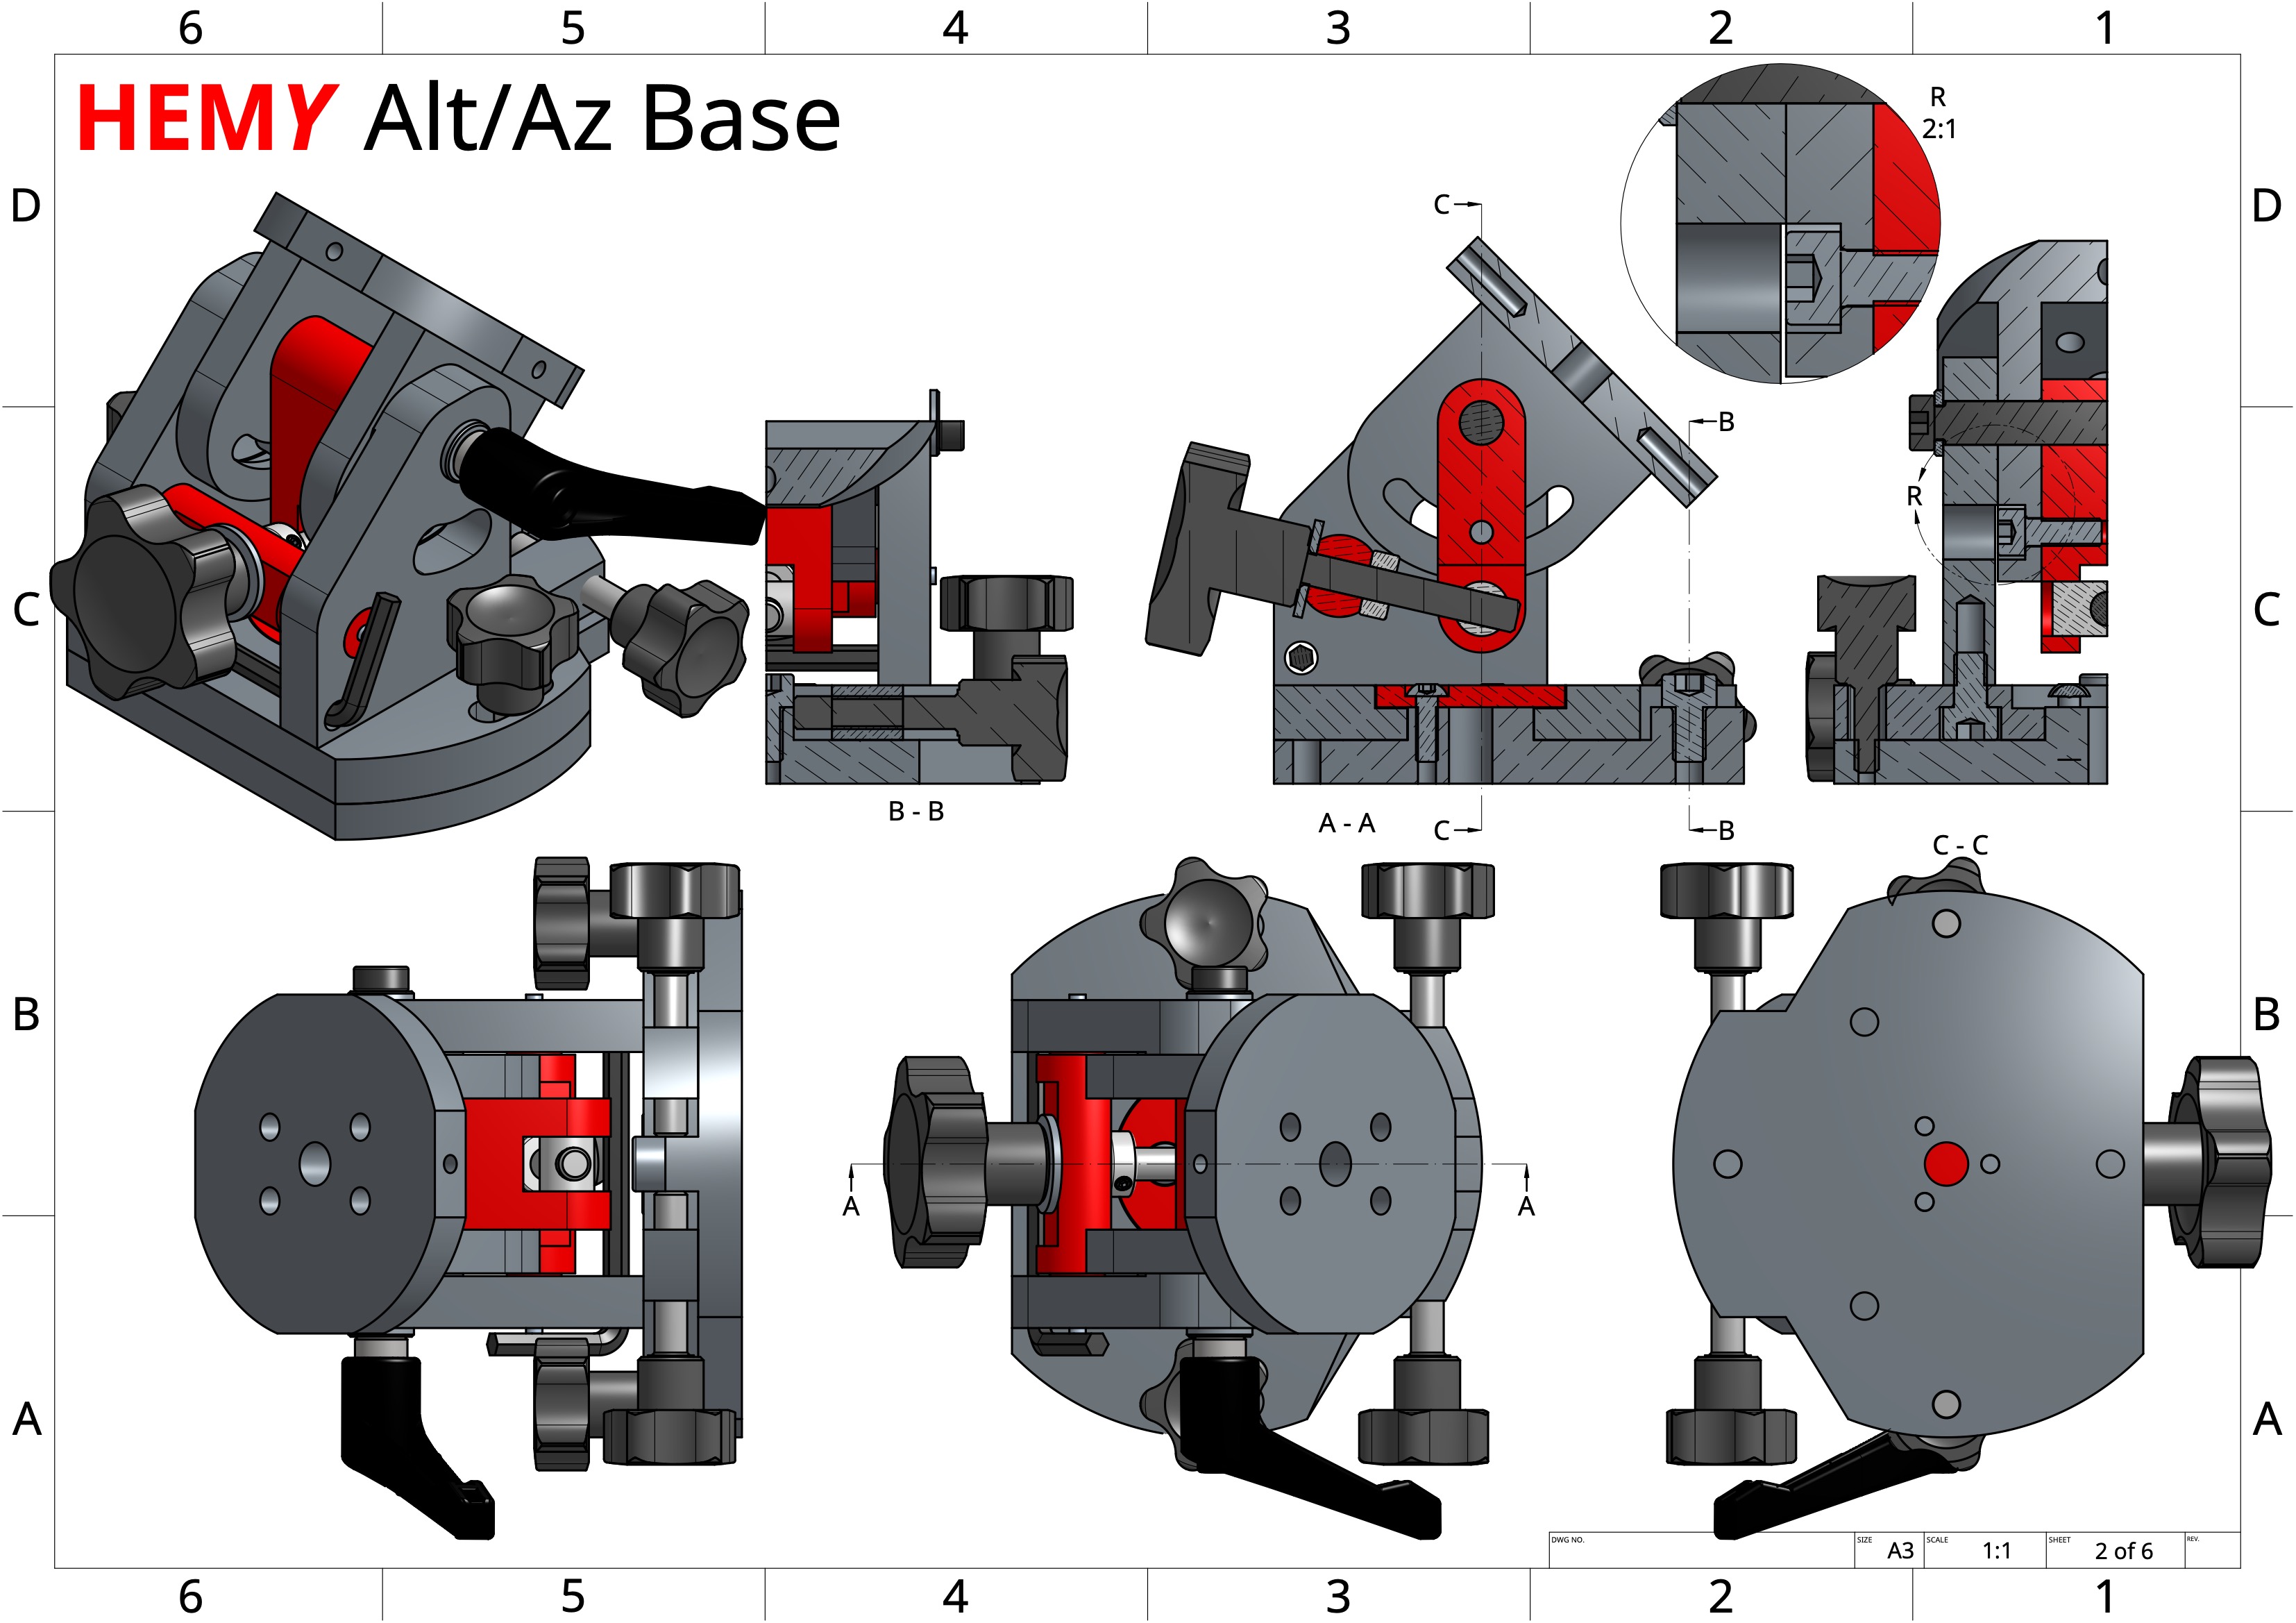 6 5 4 3 2 1
HEMY Alt/Az Base
R
2:1
D D
C
B
R
C C
B - B
A - A
C
B
C - C
B B
A A
A A
DWG NO.
SIZE A3 SCALE 1:1 SHEET 2 of 6 REV.
6 5 4 3 2 1